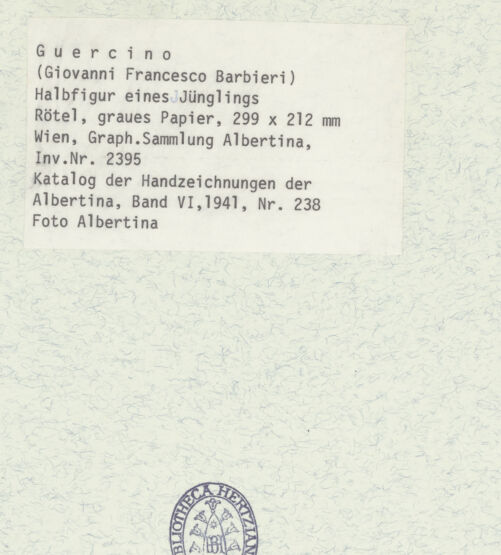 G u e r c i n o
(Giovanni Francesco Barbieri)
Halbfigur eines Jünglings
Rötel, graues Papier, 299 x 212 mm
Wien, Graph.Sammlung Albertina,
Inv.Nr. 2395
Katalog der Handzeichnungen der
Albertina, Band VI,1941, Nr. 238
Foto Albertina
BIBLIOTHECA HERTZIAN